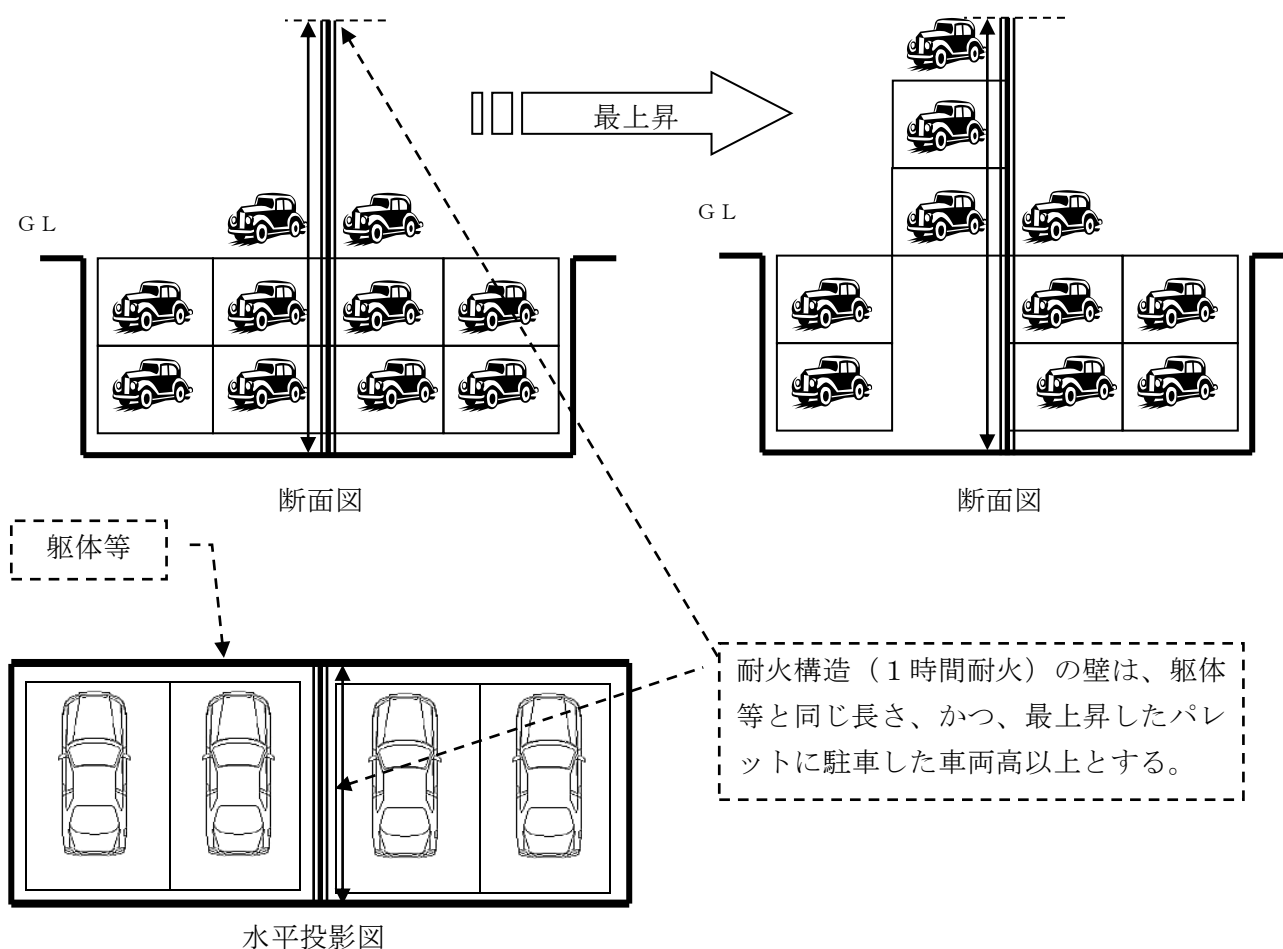 最上昇
ＧＬ
ＧＬ
断面図
断面図
躯体等
耐火構造（１時間耐火）の壁は、躯体
等と同じ長さ、かつ、最上昇したパレ
ットに駐車した車両高以上とする。
水平投影図